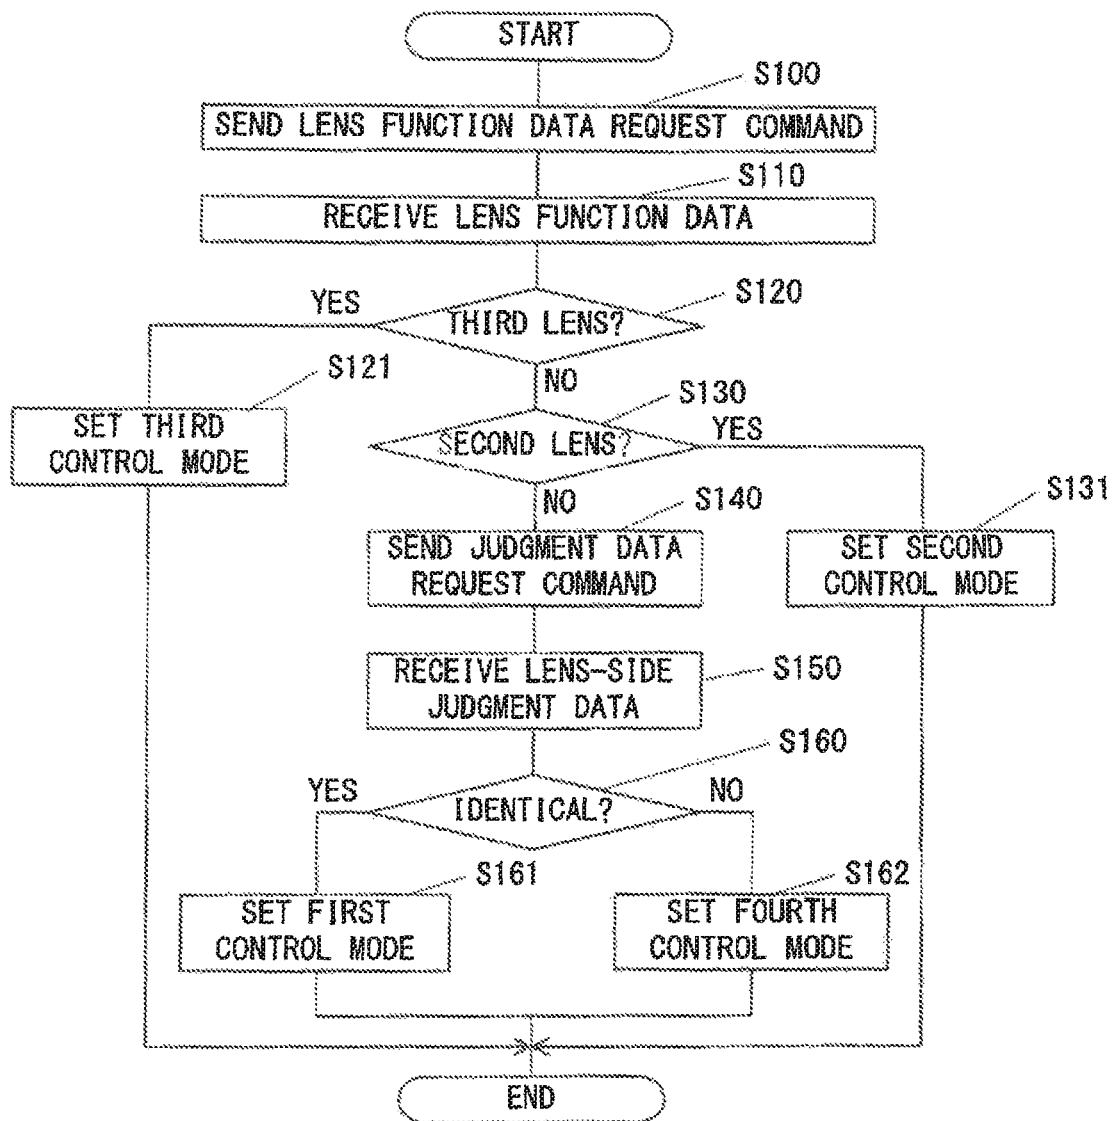 START
S100
SEND LENS FUNCTION DATA REQUEST COMMAND
S110
RECEIVE LENS FUNCTION DATA
S120
YES
THIRD LENS?
S121
NO
S130
SET THIRD
CONTROL MODE
SECOND LENS?
YES
NO
S140
S131
SEND JUDGMENT DATA
REQUEST COMMAND
SET SECOND
CONTROL MODE
RECEIVE LENS-SIDE
JUDGMENT DATA
S150
S160
YES
IDENTICAL?
NO
S161
S162
SET FIRST
CONTROL MODE
SET FOURTH
CONTROL MODE
END